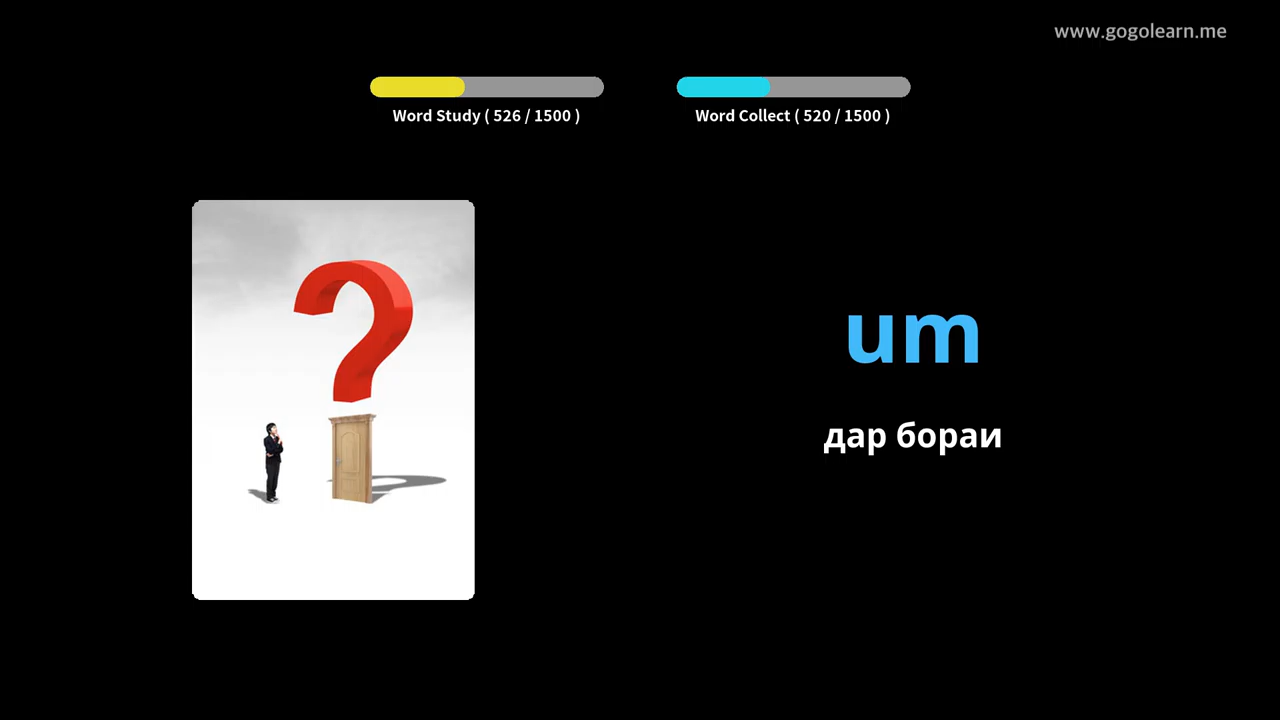 www.gogolearn.me
Word Study ( 526 / 1500 )
Word Collect ( 520 / 1500 )
?
um
дар бораи